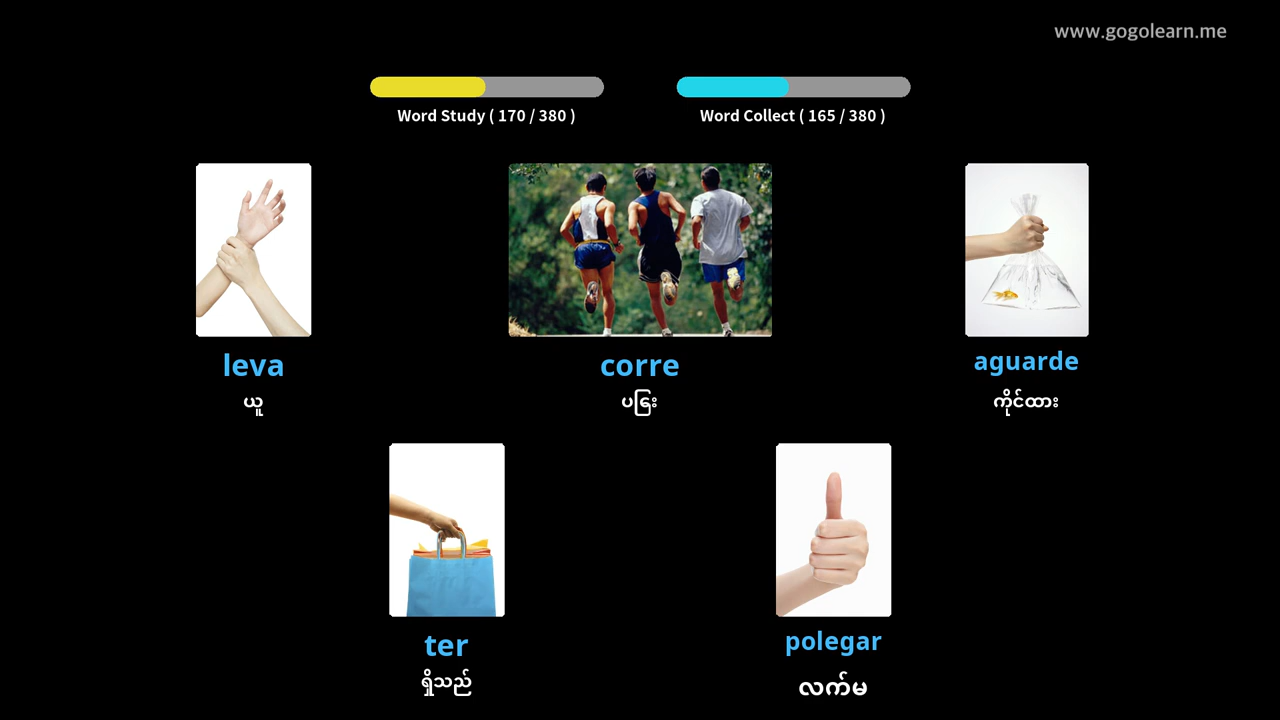 www.gogolearn.me
Word Study ( 170 / 380 )
Word Collect ( 165 / 380 )
leva
ယူ
corre
ပြေး
aguarde
ကိုင်ထား
ter
ရှိသည်
polegar
လက်မ